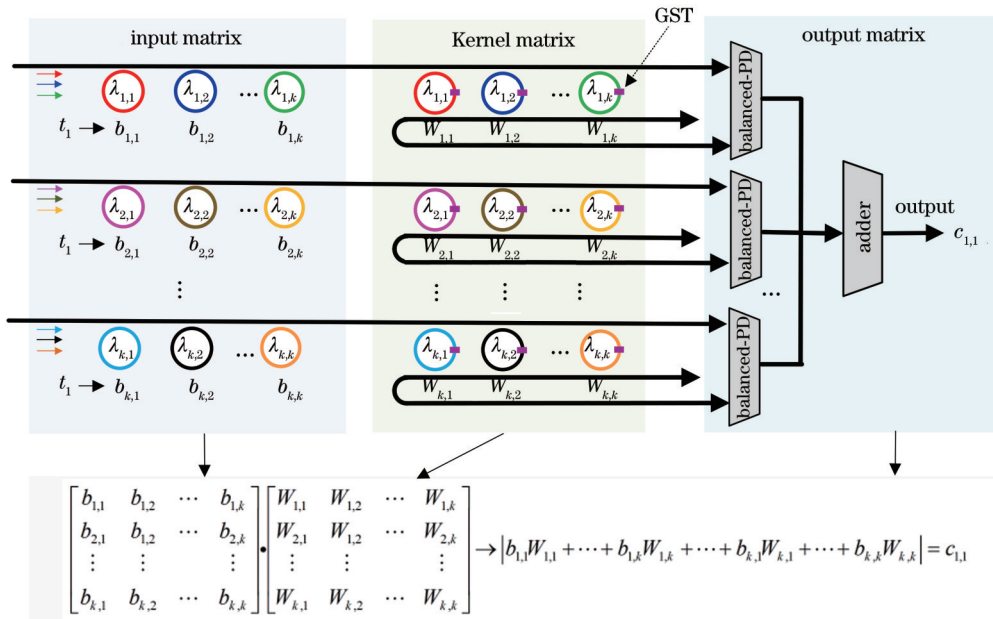 input matrix
Kernel matrix
GST
output matrix
λ1,1 λ1,2 ... λ1,k
t1 b1,1 b1,2 b1,k
λ1,1 λ1,2 ... λ1,k
W1,1 W1,2 W1,k
balanced-PD
λ2,1 λ2,2 ... λ2,k
t1 b2,1 b2,2 b2,k
λ2,1 λ2,2 ... λ2,k
W2,1 W2,2 W2,k
balanced-PD
⋮
⋮ ⋮ ⋮
...
λk,1 λk,2 ... λk,k
t1 bk,1 bk,2 bk,k
λk,1 λk,2 ... λk,k
Wk,1 Wk,2 Wk,k
balanced-PD
adder
output
c1,1
[b1,1 b1,2 ⋯ b1,k] [W1,1 W1,2 ⋯ W1,k]
[b2,1 b1,2 ⋯ b2,k] [W2,1 W1,2 ⋯ W2,k]
[⋮ ⋮ ⋮] • [⋮ ⋮ ⋮] → |b1,1W1,1 + ⋯ + b1,kW1,k + ⋯ + bk,1Wk,1 + ⋯ + bk,kWk,k| = c1,1
[bk,1 bk,2 ⋯ bk,k] [Wk,1 Wk,2 ⋯ Wk,k]